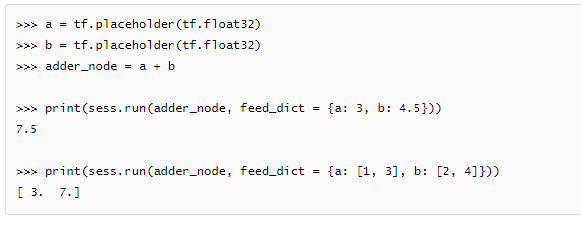 >>> a = tf.placeholder(tf.float32)
>>> b = tf.placeholder(tf.float32)
>>> adder_node = a + b
>>> print(sess.run(adder_node, feed_dict = {a: 3, b: 4.5}))
7.5
>>> print(sess.run(adder_node, feed_dict = {a: [1, 3], b: [2, 4]}))
[ 3.  7.]